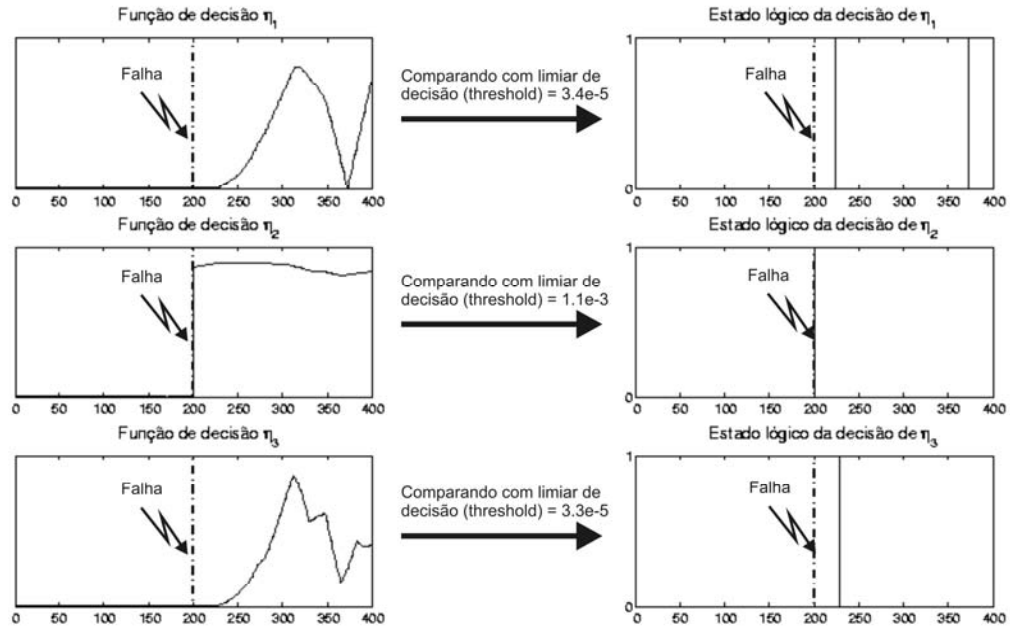 Função de decisão η1
Estado lógico da decisão de η1
1
Falha
Comparando com limiar de
decisão (threshold) = 3.4e-5
Falha
0
0 50 100 150 200 250 300 350 400
0 50 100 150 200 250 300 350 400
Função de decisão η2
Estado lógico da decisão de η2
1
Falha
Comparando com limiar de
decisão (threshold) = 1.1e-3
Falha
0
0 50 100 150 200 250 300 350 400
0 50 100 150 200 250 300 350 400
Função de decisão η3
Estado lógico da decisão de η3
1
Falha
Comparando com limiar de
decisão (threshold) = 3.3e-5
Falha
0
0 50 100 150 200 250 300 350 400
0 50 100 150 200 250 300 350 400